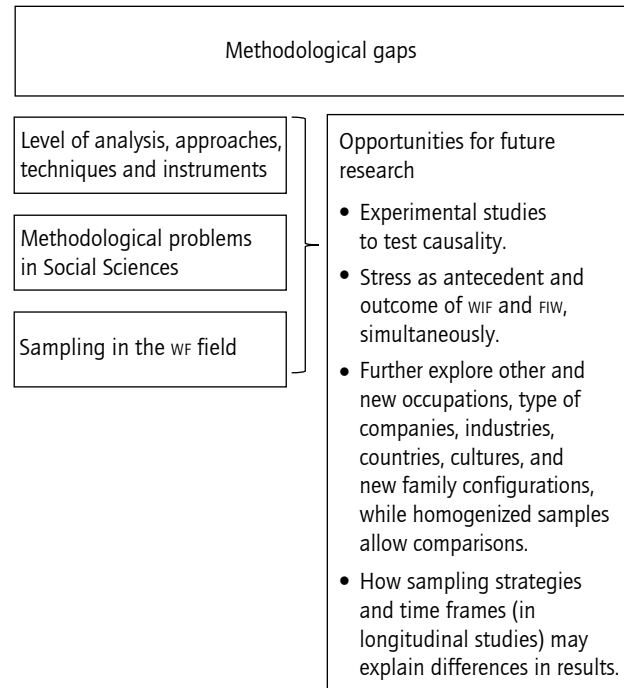 Methodological gaps
Level of analysis, approaches,
techniques and instruments
Methodological problems
in Social Sciences
Sampling in the WF field
Opportunities for future
research
• Experimental studies
to test causality.
• Stress as antecedent and
outcome of WIF and FIW,
simultaneously.
• Further explore other and
new occupations, type of
companies, industries,
countries, cultures, and
new family configurations,
while homogenized samples
allow comparisons.
• How sampling strategies
and time frames (in
longitudinal studies) may
explain differences in results.